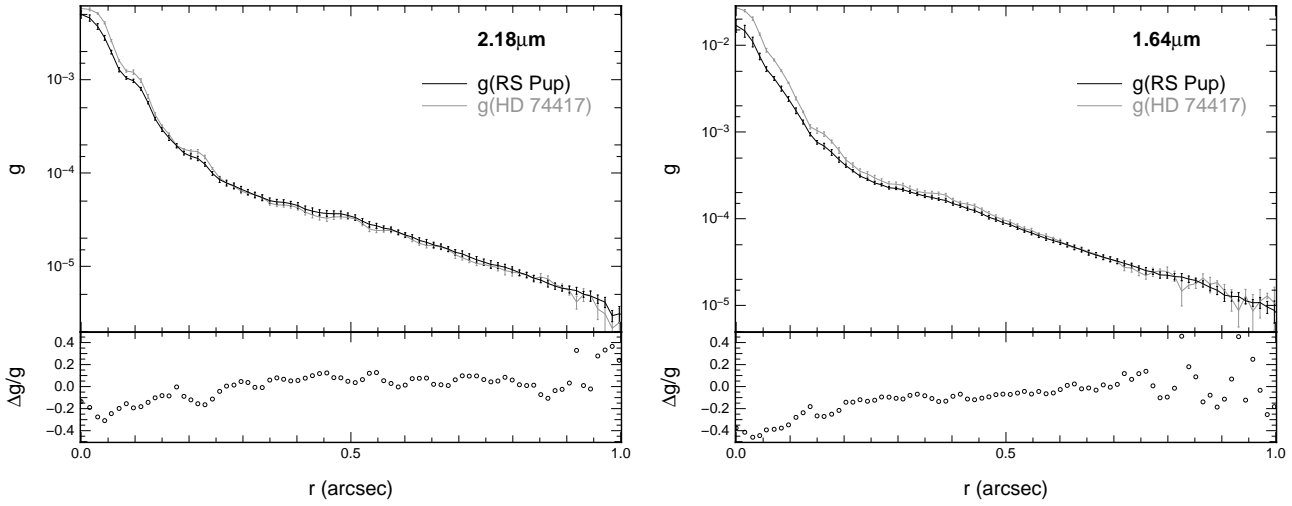 2.18μm
g(RS Pup)
g(HD 74417)
10⁻³
10⁻⁴
10⁻⁵
g
0.4
0.2
0.0
−0.2
−0.4
Δg/g
0.0 0.5 1.0
r (arcsec)
1.64μm
g(RS Pup)
g(HD 74417)
10⁻²
10⁻³
10⁻⁴
10⁻⁵
g
0.4
0.2
0.0
−0.2
−0.4
Δg/g
0.0 0.5 1.0
r (arcsec)